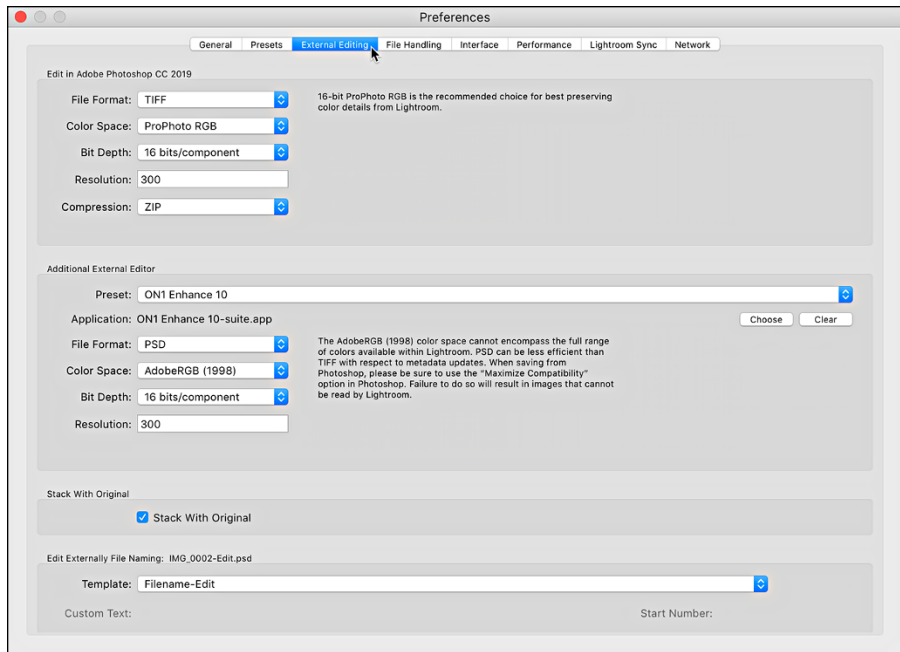 Preferences
General Presets External Editing File Handling Interface Performance Lightroom Sync Network
Edit in Adobe Photoshop CC 2019
File Format: TIFF
16-bit ProPhoto RGB is the recommended choice for best preserving
color details from Lightroom.
Color Space: ProPhoto RGB
Bit Depth: 16 bits/component
Resolution: 300
Compression: ZIP
Additional External Editor
Preset: ON1 Enhance 10
Application: ON1 Enhance 10-suite.app
Choose Clear
File Format: PSD
Color Space: AdobeRGB (1998)
Bit Depth: 16 bits/component
Resolution: 300
The AdobeRGB (1998) color space cannot encompass the full range
of colors available within Lightroom. PSD can be less efficient than
TIFF with respect to metadata updates. When saving from
Photoshop, please be sure to use the "Maximize Compatibility"
option in Photoshop. Failure to do so will result in images that cannot
be read by Lightroom.
Stack With Original
Stack With Original
Edit Externally File Naming: IMG_0002-Edit.psd
Template: Filename-Edit
Custom Text: Start Number: